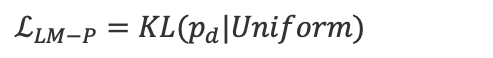 ℒ_{LM−P} = KL(p_d|Uniform)